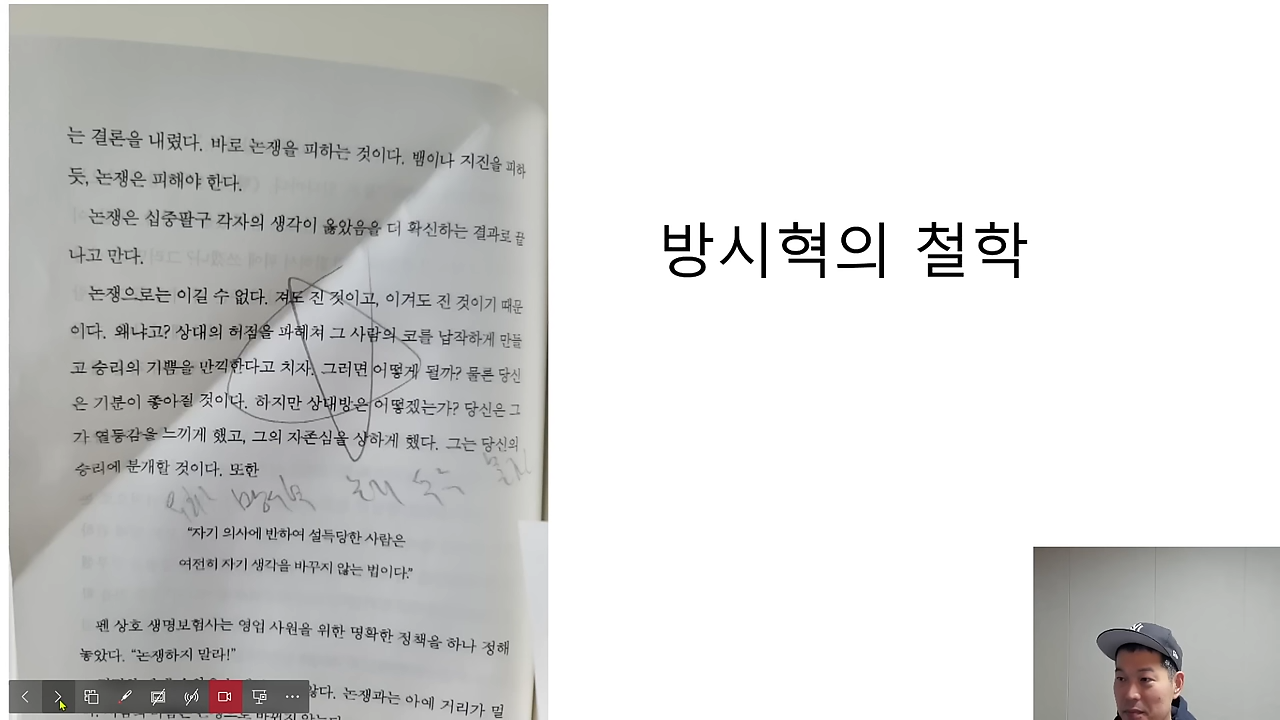 는 결론을 내렸다. 바로 논쟁을 피하는 것이다. 뱀이나 지진을 피하
듯, 논쟁은 피해야 한다.
논쟁은 십중팔구 각자의 생각이 옳았음을 더 확신하는 결과로 끝
나고 만다.
논쟁으로는 이길 수 없다. 져도 진 것이고, 이겨도 진 것이기 때문
이다. 왜냐고? 상대의 허점을 파헤쳐 그 사람의 코를 납작하게 만들
고 승리의 기쁨을 만끽한다고 치자. 그러면 어떻게 될까? 물론 당신
은 기분이 좋아질 것이다. 하지만 상대방은 어떻겠는가? 당신은 그
가 열등감을 느끼게 했고, 그의 자존심을 상하게 했다. 그는 당신의
승리에 분개할 것이다. 또한
“자기 의사에 반하여 설득당한 사람은
여전히 자기 생각을 바꾸지 않는 법이다.”
펜 상호 생명보험사는 영업 사원을 위한 명확한 정책을 하나 정해
놓았다. “논쟁하지 말라!”
논쟁과는 아예 거리가 멀
방시혁의 철학